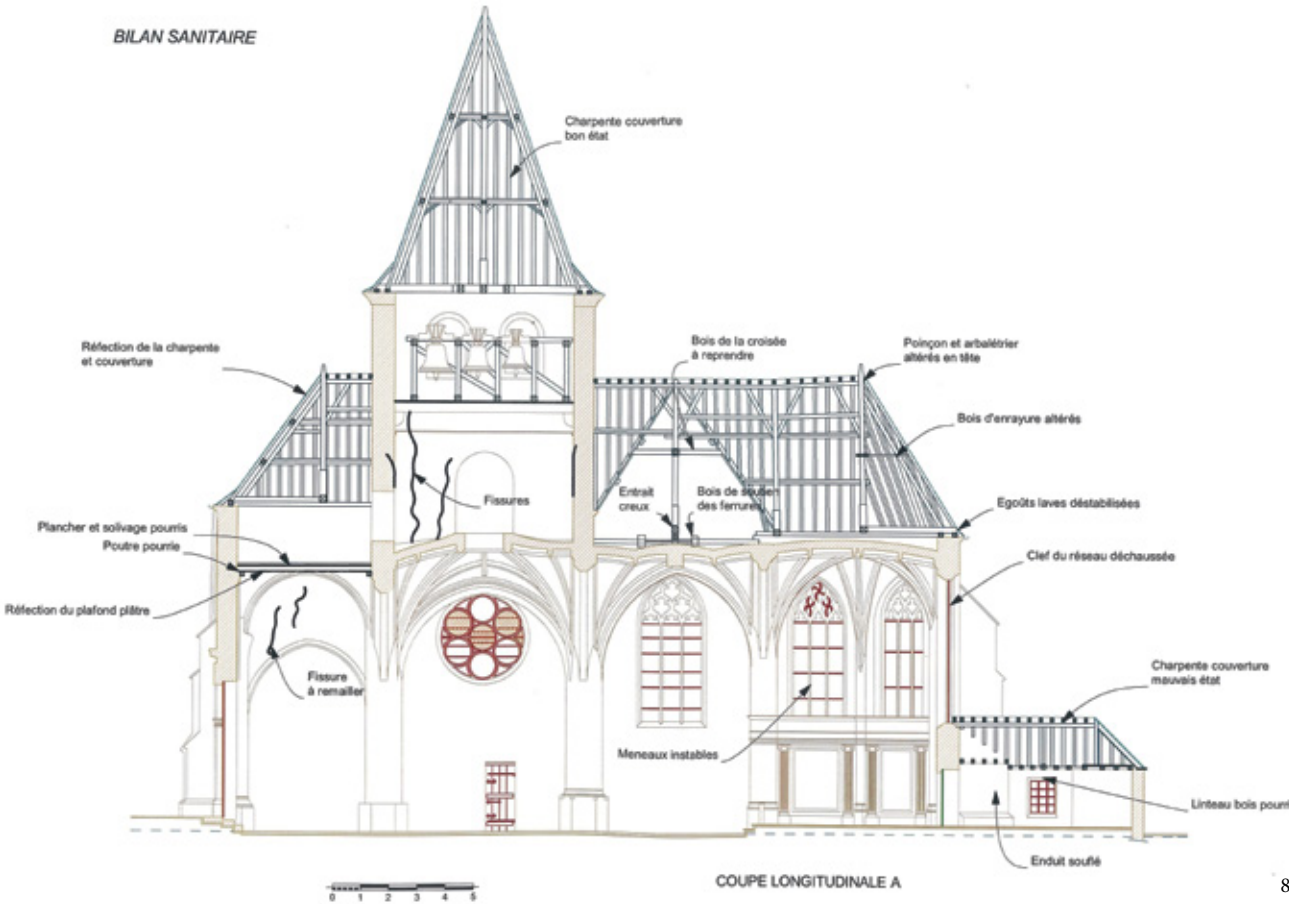 BILAN SANITAIRE
Charpente couverture
bon état
Réfection de la charpente
et couverture
Bois de la croisée
à reprendre
Poinçon et arbalétrier
altérés en tête
Bois d'enrayure altérés
Fissures
Entrait
creux
Bois de soutien
des ferrures
Egoûts laves déstabilisées
Plancher et solivage pourris
Poutre pourrie
Clef du réseau déchaussée
Réfection du plafond plâtre
Fissure
à remailler
Charpente couverture
mauvais état
Meneaux instables
Linteau bois pourri
Enduit souflé
COUPE LONGITUDINALE A
0 1 2 3 4 5
8